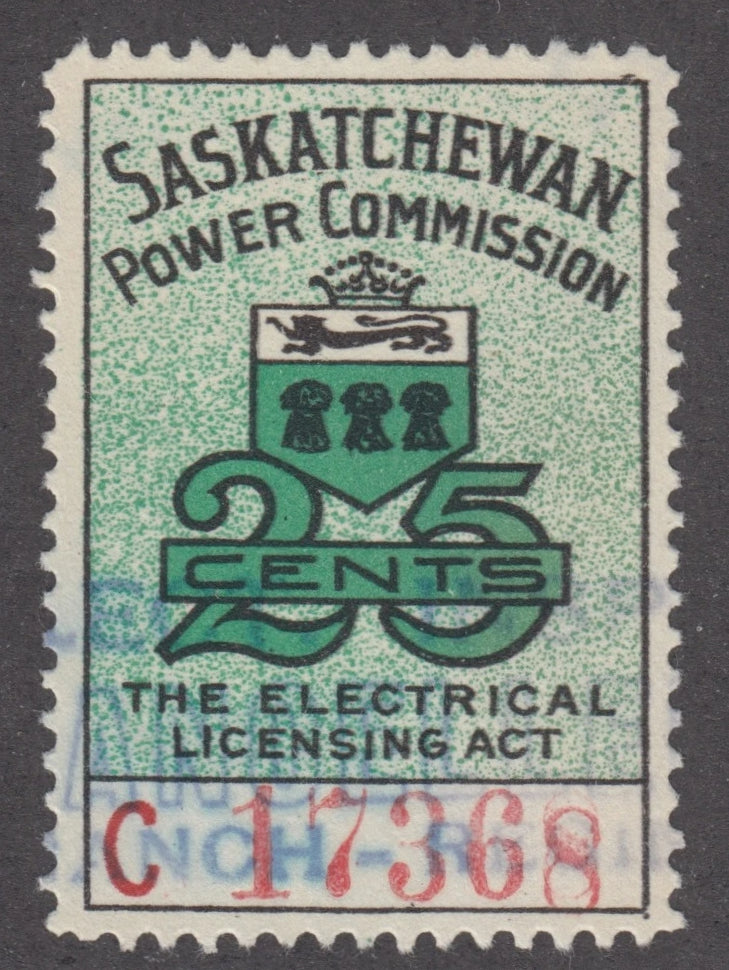 SASKATCHEWAN
POWER COMMISSION
25
CENTS
THE ELECTRICAL
LICENSING ACT
C 17368